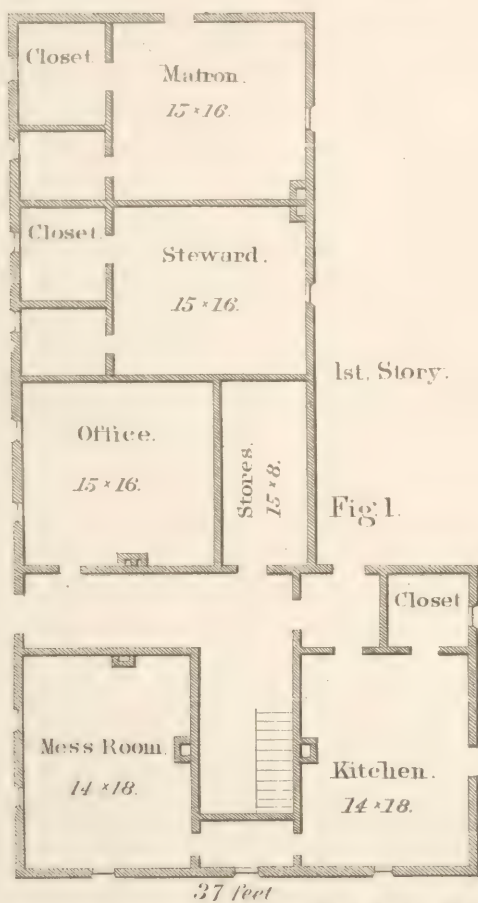 Closet.
Matron.
15 × 16.
Closet.
Steward.
15 × 16.
1st. Story.
Office.
15 × 16.
Stores.
15 × 8.
Fig. 1.
Closet
Mess Room.
14 × 18.
Kitchen.
14 × 18.
37 feet